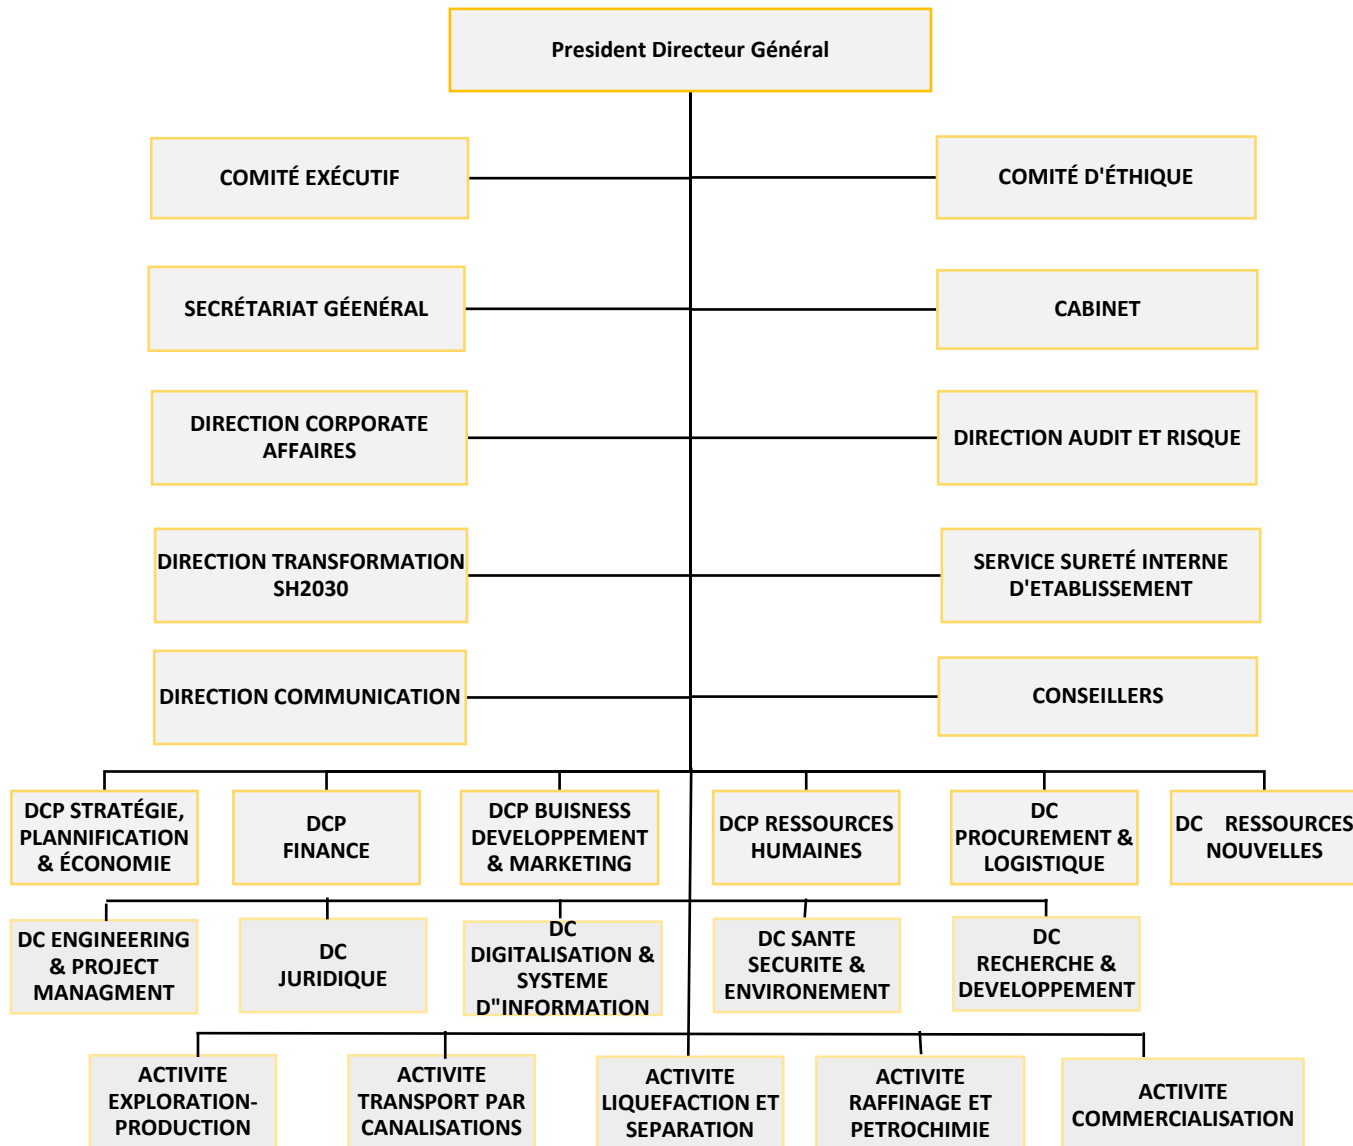 President Directeur Général
COMITÉ EXÉCUTIF
COMITÉ D'ÉTHIQUE
SECRÉTARIAT GÉENÉRAL
CABINET
DIRECTION CORPORATE
AFFAIRES
DIRECTION AUDIT ET RISQUE
DIRECTION TRANSFORMATION
SH2030
SERVICE SURETÉ INTERNE
D'ETABLISSEMENT
DIRECTION COMMUNICATION
CONSEILLERS
DCP STRATÉGIE,
PLANNIFICATION
& ÉCONOMIE
DCP
FINANCE
DCP BUISNESS
DEVELOPPEMENT
& MARKETING
DCP RESSOURCES
HUMAINES
DC
PROCUREMENT &
LOGISTIQUE
DC RESSOURCES
NOUVELLES
DC ENGINEERING
& PROJECT
MANAGMENT
DC
JURIDIQUE
DC
DIGITALISATION &
SYSTEME
D"INFORMATION
DC SANTE
SECURITE &
ENVIRONEMENT
DC
RECHERCHE &
DEVELOPPEMENT
ACTIVITE
EXPLORATION-
PRODUCTION
ACTIVITE
TRANSPORT PAR
CANALISATIONS
ACTIVITE
LIQUEFACTION ET
SEPARATION
ACTIVITE
RAFFINAGE ET
PETROCHIMIE
ACTIVITE
COMMERCIALISATION